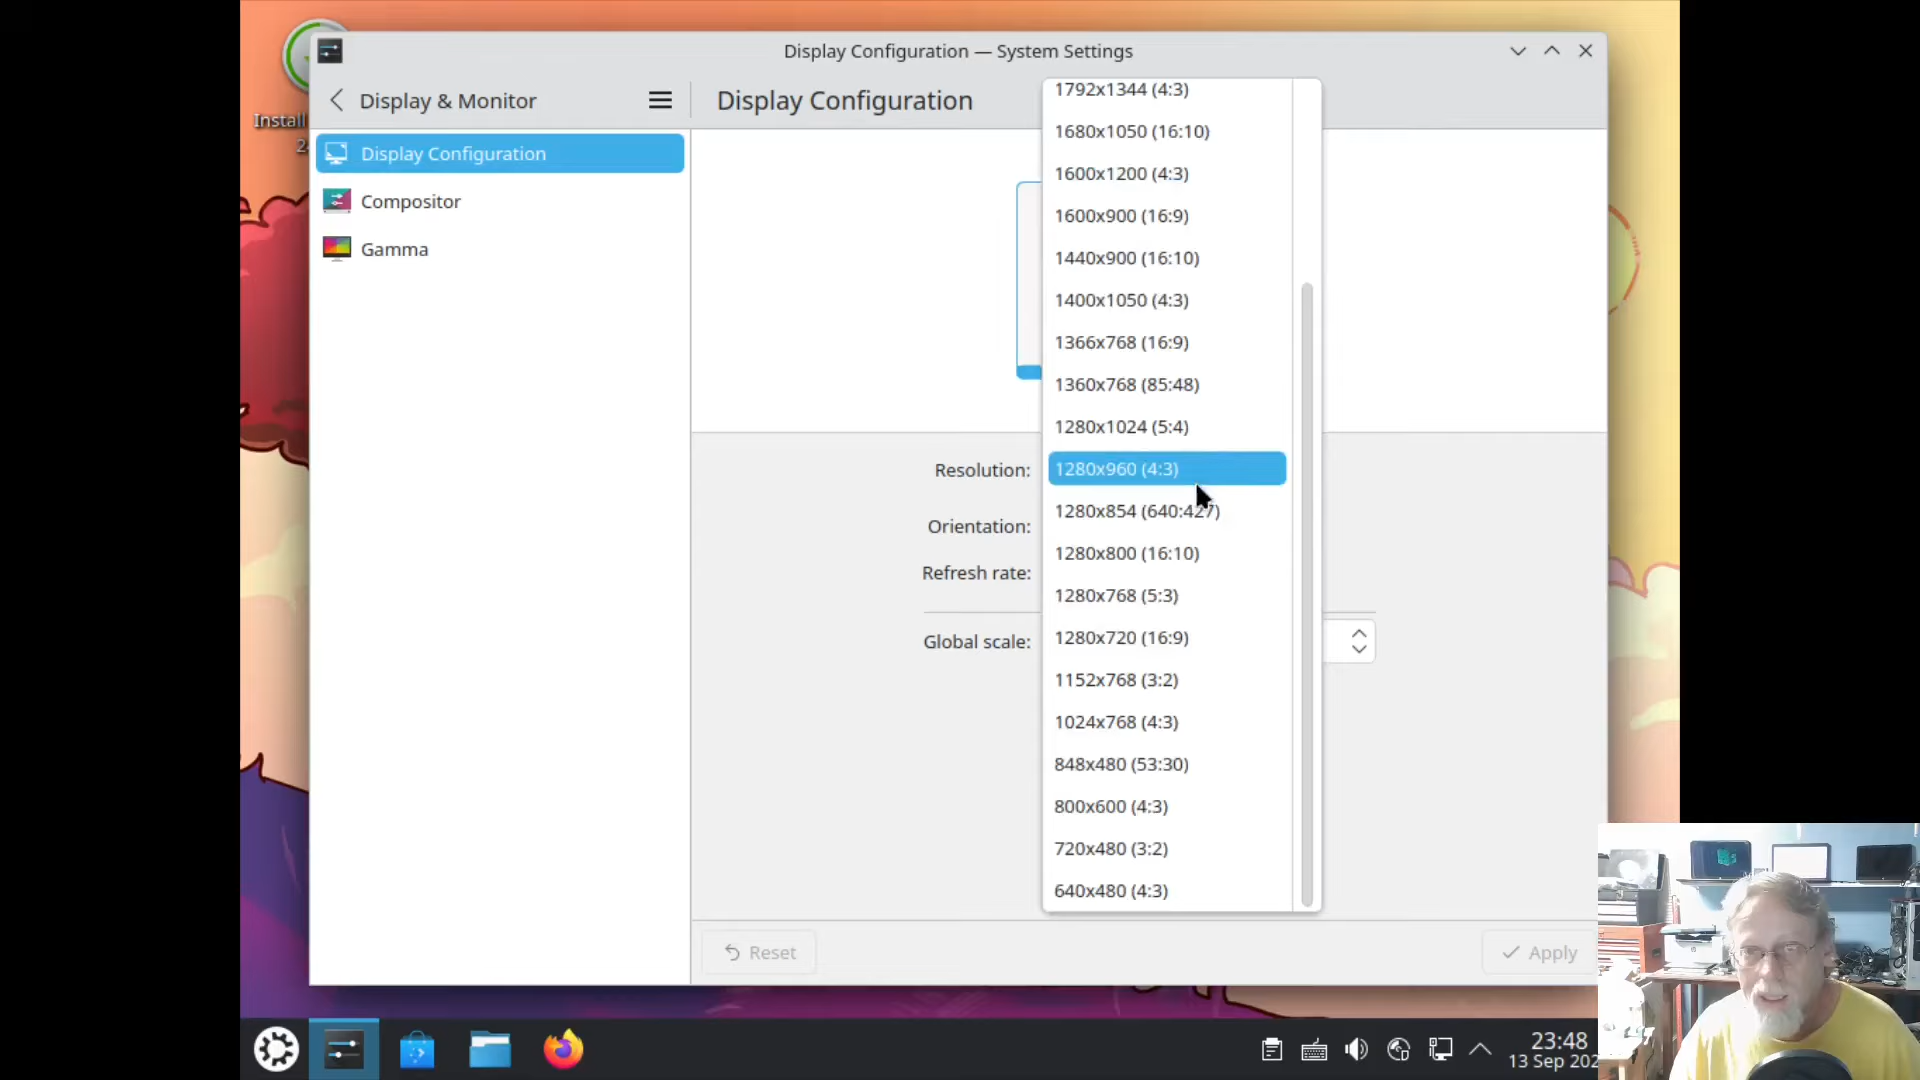 Display Configuration — System Settings
Display & Monitor
Display Configuration
Install
2
Display Configuration
Compositor
Gamma
1792x1344 (4:3)
1680x1050 (16:10)
1600x1200 (4:3)
1600x900 (16:9)
1440x900 (16:10)
1400x1050 (4:3)
1366x768 (16:9)
1360x768 (85:48)
1280x1024 (5:4)
Resolution:
1280x960 (4:3)
1280x854 (640:427)
Orientation:
1280x800 (16:10)
Refresh rate:
1280x768 (5:3)
1280x720 (16:9)
Global scale:
1152x768 (3:2)
1024x768 (4:3)
848x480 (53:30)
800x600 (4:3)
720x480 (3:2)
640x480 (4:3)
Reset
Apply
23:48
13 Sep 202